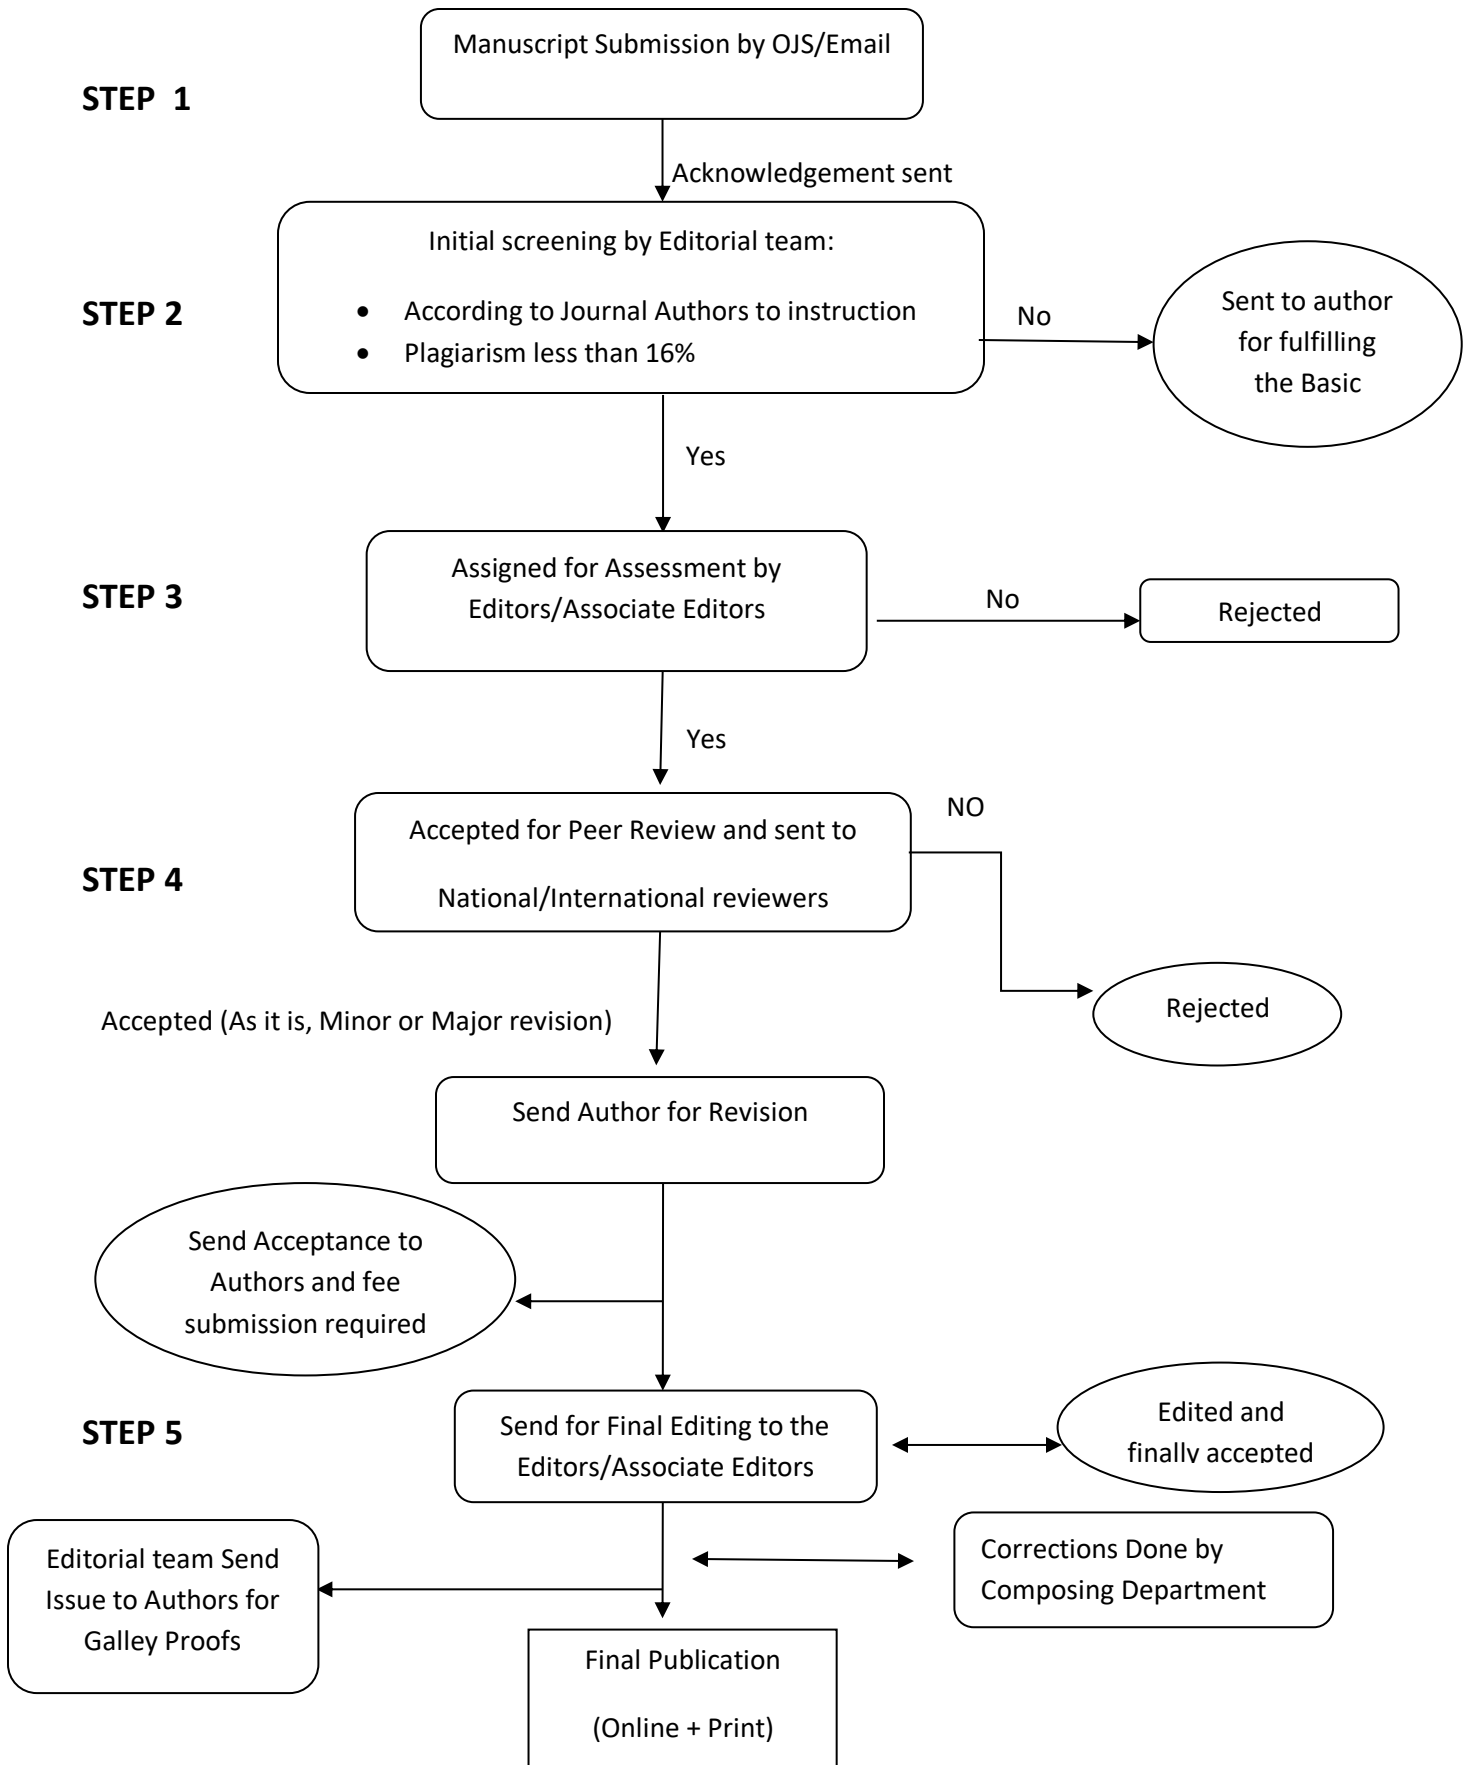 Manuscript Submission by OJS/Email
STEP 1
Acknowledgement sent
Initial screening by Editorial team:
STEP 2
• According to Journal Authors to instruction
• Plagiarism less than 16%
No
Sent to author
for fulfilling
the Basic
Yes
STEP 3
Assigned for Assessment by
Editors/Associate Editors
No
Rejected
Yes
STEP 4
Accepted for Peer Review and sent to
National/International reviewers
NO
Rejected
Accepted (As it is, Minor or Major revision)
Send Author for Revision
Send Acceptance to
Authors and fee
submission required
STEP 5
Send for Final Editing to the
Editors/Associate Editors
Edited and
finally accepted
Editorial team Send
Issue to Authors for
Galley Proofs
Corrections Done by
Composing Department
Final Publication
(Online + Print)